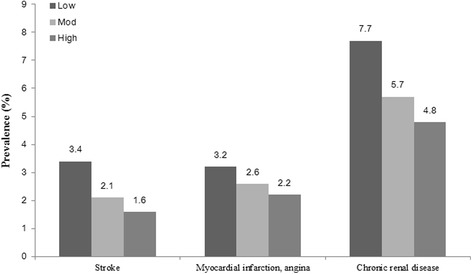 9
8
7
6
5
4
3
2
1
0
Prevalence (%)
Low
Mod
High
3.4
2.1
1.6
3.2
2.6
2.2
7.7
5.7
4.8
Stroke
Myocardial infarction, angina
Chronic renal disease